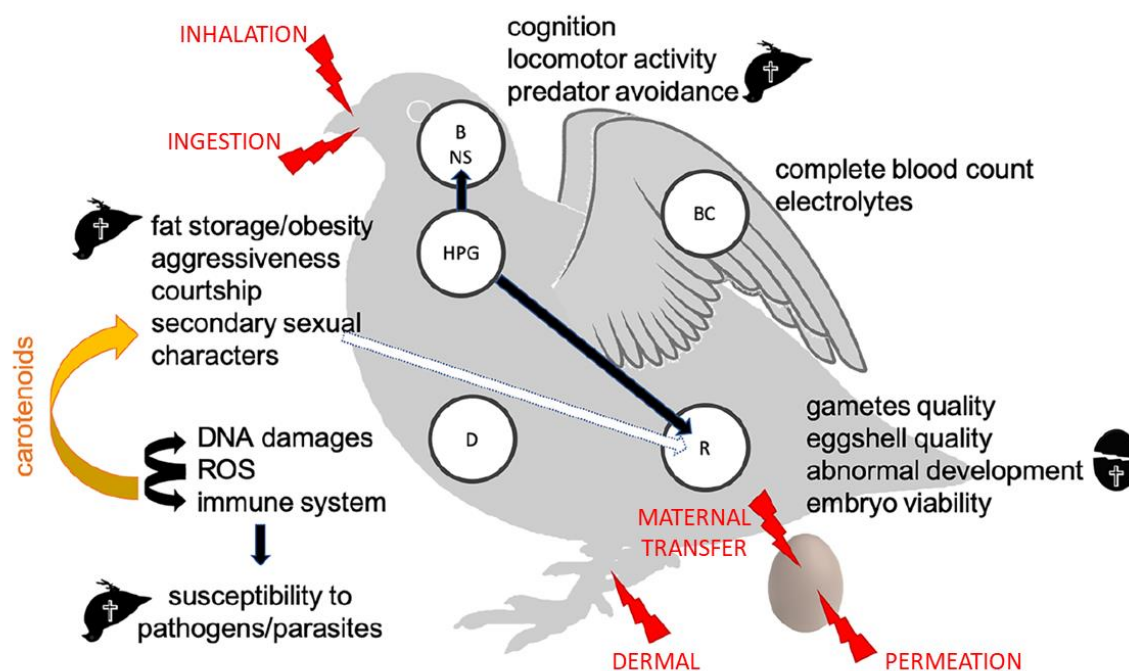 INHALATION
INGESTION
cognition
locomotor activity
predator avoidance
B
NS
complete blood count
electrolytes
BC
HPG
fat storage/obesity
aggressiveness
courtship
secondary sexual
characters
carotenoids
DNA damages
ROS
immune system
susceptibility to
pathogens/parasites
D
R
gametes quality
eggshell quality
abnormal development
embryo viability
MATERNAL
TRANSFER
DERMAL
PERMEATION